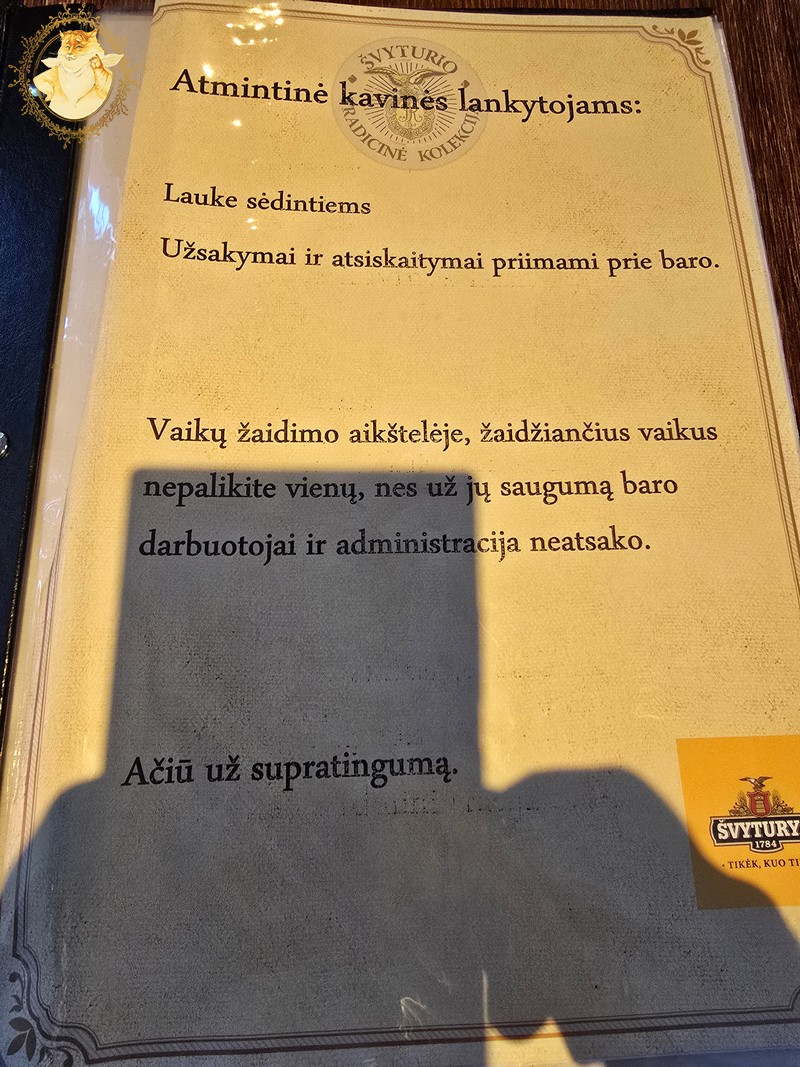 ŠVYTURIO
TRADICINĖ KOLEKCIJA
Atmintinė kavinės lankytojams:
Lauke sėdintiems
Užsakymai ir atsiskaitymai priimami prie baro.
Vaikų žaidimo aikštelėje, žaidžiančius vaikus
nepalikite vienų, nes už jų saugumą baro
darbuotojai ir administracija neatsako.
Ačiū už supratingumą.
ŠVYTURY
1784
• TIKĖK, KUO TI